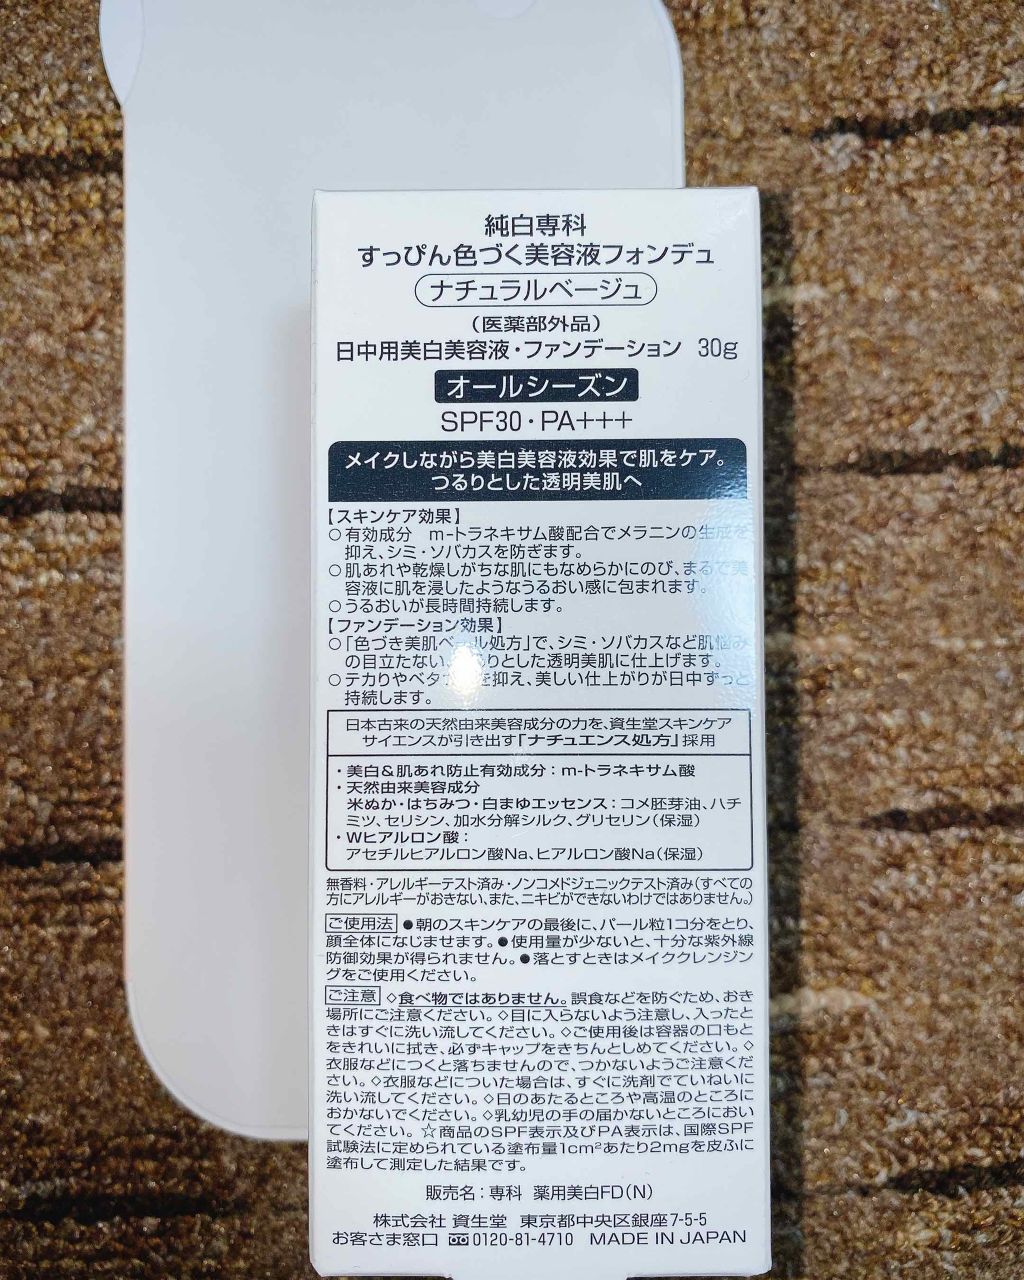 純白専科
すっぴん色づく美容液フォンデュ
ナチュラルベージュ
(医薬部外品)
日中用美白美容液・ファンデーション 30g
オールシーズン
SPF30・PA+++
メイクしながら美白美容液効果で肌をケア。
つるりとした透明美肌へ
【スキンケア効果】
○有効成分 m-トラネキサム酸配合でメラニンの生成を
抑え、シミ・ソバカスを防ぎます。
○肌あれや乾燥しがちな肌にもなめらかにのび、まるで美
容液に肌を浸したようなうるおい感に包まれます。
○うるおいが長時間持続します。
【ファンデーション効果】
○「色づき美肌ベール処方」で、シミ・ソバカスなど肌悩み
の目立たない、りとした透明美肌に仕上げます。
○テカリやベタを抑え、美しい仕上がりが日中ずっと
持続します。
日本古来の天然由来美容成分の力を、資生堂スキンケア
サイエンスが引き出す「ナチュエンス処方」採用
・美白&肌あれ防止有効成分:m-トラネキサム酸
・天然由来美容成分
米ぬか・はちみつ・白まゆエッセンス:コメ胚芽油、ハチ
ミツ、セリシン、加水分解シルク、グリセリン(保湿)
・Wヒアルロン酸:
アセチルヒアルロン酸Na、ヒアルロン酸Na(保湿)
無香料・アレルギーテスト済み・ノンコメドジェニックテスト済み(すべての
方にアレルギーがおきない、また、ニキビができないわけではありません。)
ご使用法 ●朝のスキンケアの最後に、パール粒1コ分をとり、
顔全体になじませます。●使用量が少ないと、十分な紫外線
防御効果が得られません。●落とすときはメイククレンジン
グをご使用ください。
ご注意 ◇食べ物ではありません。誤食などを防ぐため、おき
場所にご注意ください。◇目に入らないよう注意し、入ったと
きはすぐに洗い流してください。◇ご使用後は容器の口もと
をきれいに拭き、必ずキャップをきちんとしめてください。◇
衣服などにつくと落ちませんので、つかないようご注意くだ
さい。◇衣服などについた場合は、すぐに洗剤でていねいに
洗い流してください。◇日のあたるところや高温のところに
おかないでください。◇乳幼児の手の届かないところにおい
てください。☆商品のSPF表示及びPA表示は、国際SPF
試験法に定められている塗布量1cm²あたり2mgを皮ふに
塗布して測定した結果です。
販売名:専科 薬用美白FD(N)
株式会社 資生堂 東京都中央区銀座7-5-5
お客さま窓口 0120-81-4710 MADE IN JAPAN